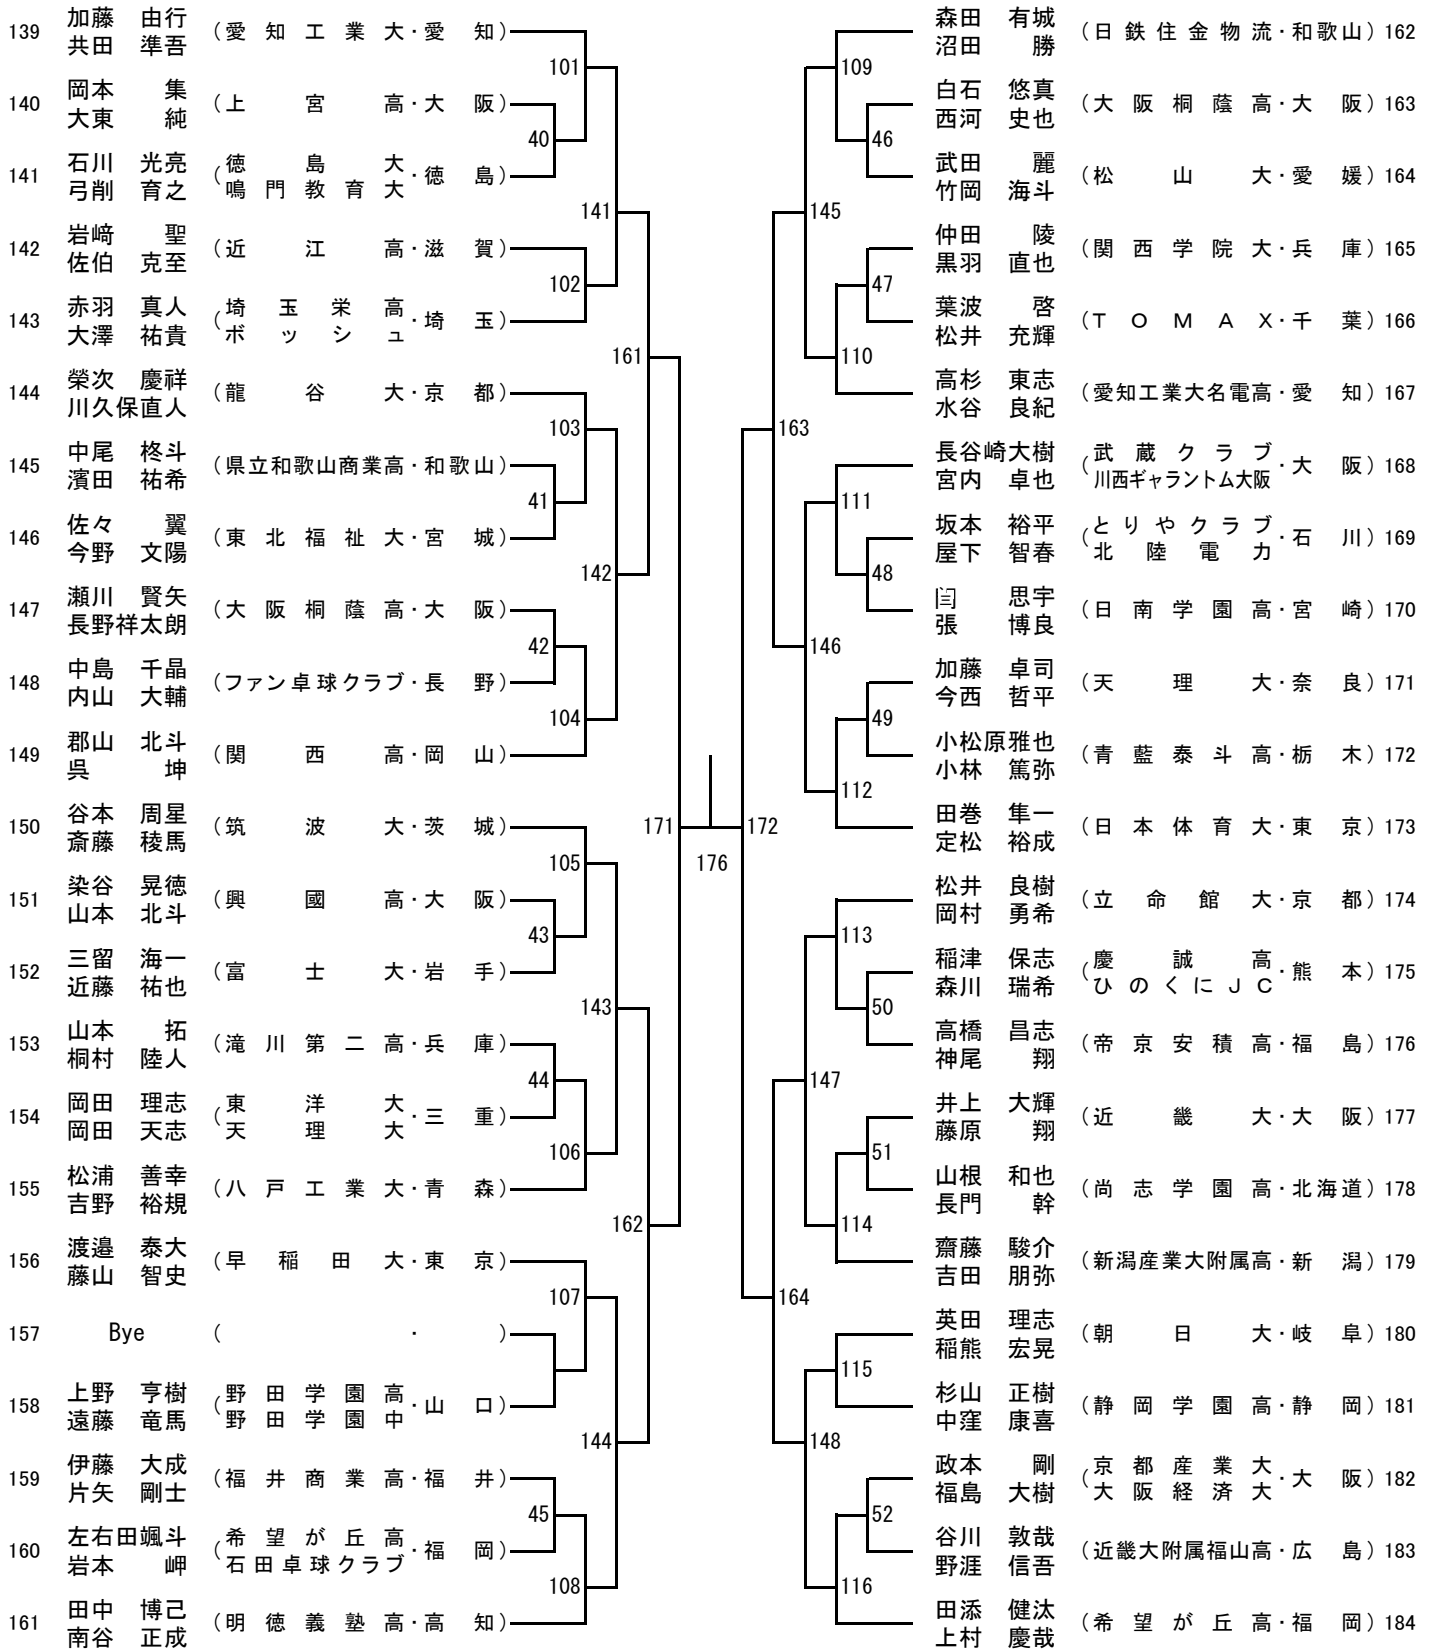 139 加藤 由行 (愛知工業大・愛知)
共田 準吾
101
140 岡本 集 (上宮高・大阪)
大東 純
40
141 石川 光亮 (徳島大・徳島)
弓削 育之 鳴門教育大
141
142 岩﨑 聖 (近江高・滋賀)
佐伯 克至
102
143 赤羽 真人 (埼玉栄高・埼玉)
大澤 祐貴 ボッシュ
161
144 榮次 慶祥 (龍谷大・京都)
川久保直人
103
145 中尾 柊斗 (県立和歌山商業高・和歌山)
濱田 祐希
41
146 佐々 翼 (東北福祉大・宮城)
今野 文陽
142
147 瀬川 賢矢 (大阪桐蔭高・大阪)
長野祥太朗
42
148 中島 千晶 (ファン卓球クラブ・長野)
内山 大輔
104
149 郡山 北斗 (関西高・岡山)
呉 坤
150 谷本 周星 (筑波大・茨城)
斎藤 稜馬
171
105
151 染谷 晃徳 (興國高・大阪)
山本 北斗
43
152 三留 海一 (富士大・岩手)
近藤 祐也
143
153 山本 拓 (滝川第二高・兵庫)
桐村 陸人
44
154 岡田 理志 (東洋大・三重)
岡田 天志 天理大
106
155 松浦 善幸 (八戸工業大・青森)
吉野 裕規
162
156 渡邉 泰大 (早稲田大・東京)
藤山 智史
107
157 Bye (・)
158 上野 亨樹 (野田学園高・山口)
遠藤 竜馬 野田学園中
144
159 伊藤 大成 (福井商業高・福井)
片矢 剛士
45
160 左右田颯斗 (希望が丘高・福岡)
岩本 岬 石田卓球クラブ
108
161 田中 博己 (明徳義塾高・高知)
南谷 正成
176
森田 有城 (日鉄住金物流・和歌山) 162
沼田 勝
109
白石 悠真 (大阪桐蔭高・大阪) 163
西河 史也
46
武田 麗 (松山大・愛媛) 164
竹岡 海斗
145
仲田 陵 (関西学院大・兵庫) 165
黒羽 直也
47
葉波 啓 (TOMAX・千葉) 166
松井 充輝
110
高杉 東志 (愛知工業大名電高・愛知) 167
水谷 良紀
163
長谷崎大樹 (武蔵クラブ・大阪) 168
宮内 卓也 川西ギャラントム大阪
111
坂本 裕平 (とりやクラブ・石川) 169
屋下 智春 北陸電力
48
闫 思宇 (日南学園高・宮崎) 170
張 博良
146
加藤 卓司 (天理大・奈良) 171
今西 哲平
49
小松原雅也 (青藍泰斗高・栃木) 172
小林 篤弥
112
田巻 隼一 (日本体育大・東京) 173
定松 裕成
172
松井 良樹 (立命館大・京都) 174
岡村 勇希
113
稲津 保志 (慶誠高・熊本) 175
森川 瑞希 ひのくにJC
50
高橋 昌志 (帝京安積高・福島) 176
神尾 翔
147
井上 大輝 (近畿大・大阪) 177
藤原 翔
51
山根 和也 (尚志学園高・北海道) 178
長門 幹
114
齋藤 駿介 (新潟産業大附属高・新潟) 179
吉田 朋弥
164
英田 理志 (朝日大・岐阜) 180
稲熊 宏晃
115
杉山 正樹 (静岡学園高・静岡) 181
中窪 康喜
148
政本 剛 (京都産業大・大阪) 182
福島 大樹 大阪経済大
52
谷川 敦哉 (近畿大附属福山高・広島) 183
野涯 信吾
116
田添 健汰 (希望が丘高・福岡) 184
上村 慶哉